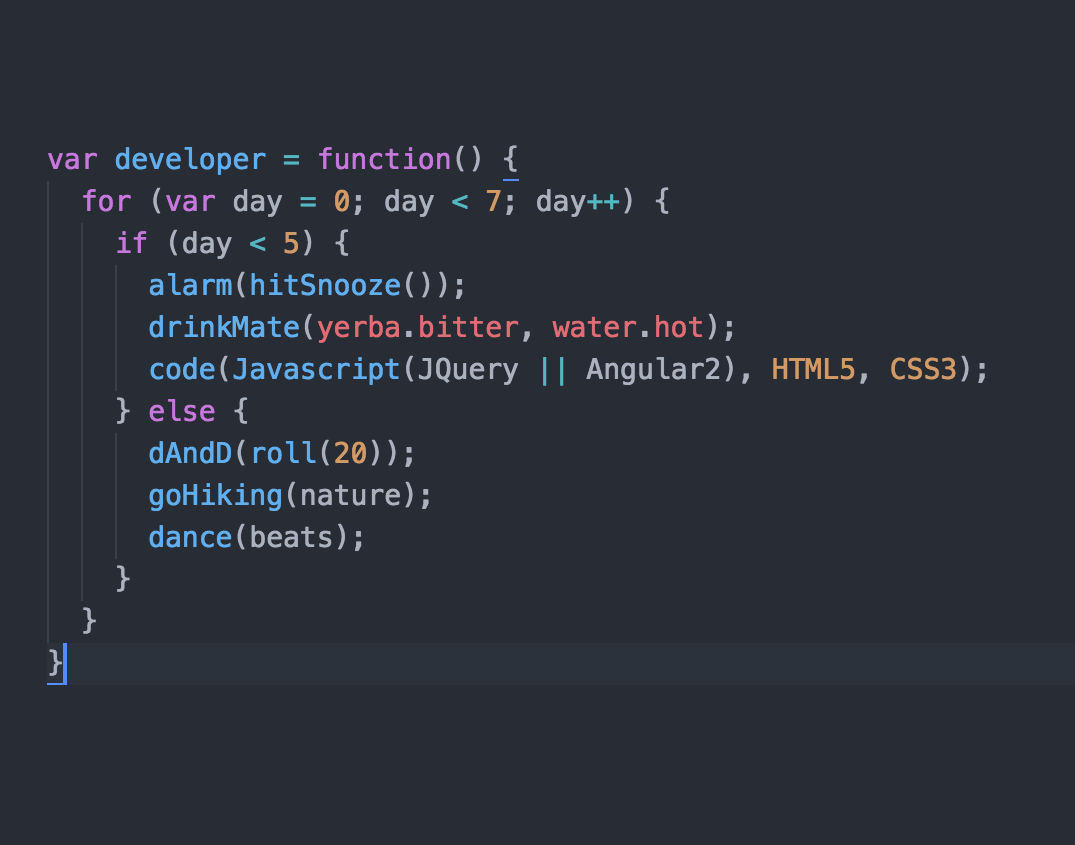 var developer = function() {
  for (var day = 0; day < 7; day++) {
    if (day < 5) {
      alarm(hitSnooze());
      drinkMate(yerba.bitter, water.hot);
      code(Javascript(JQuery || Angular2), HTML5, CSS3);
    } else {
      dAndD(roll(20));
      goHiking(nature);
      dance(beats);
    }
  }
}